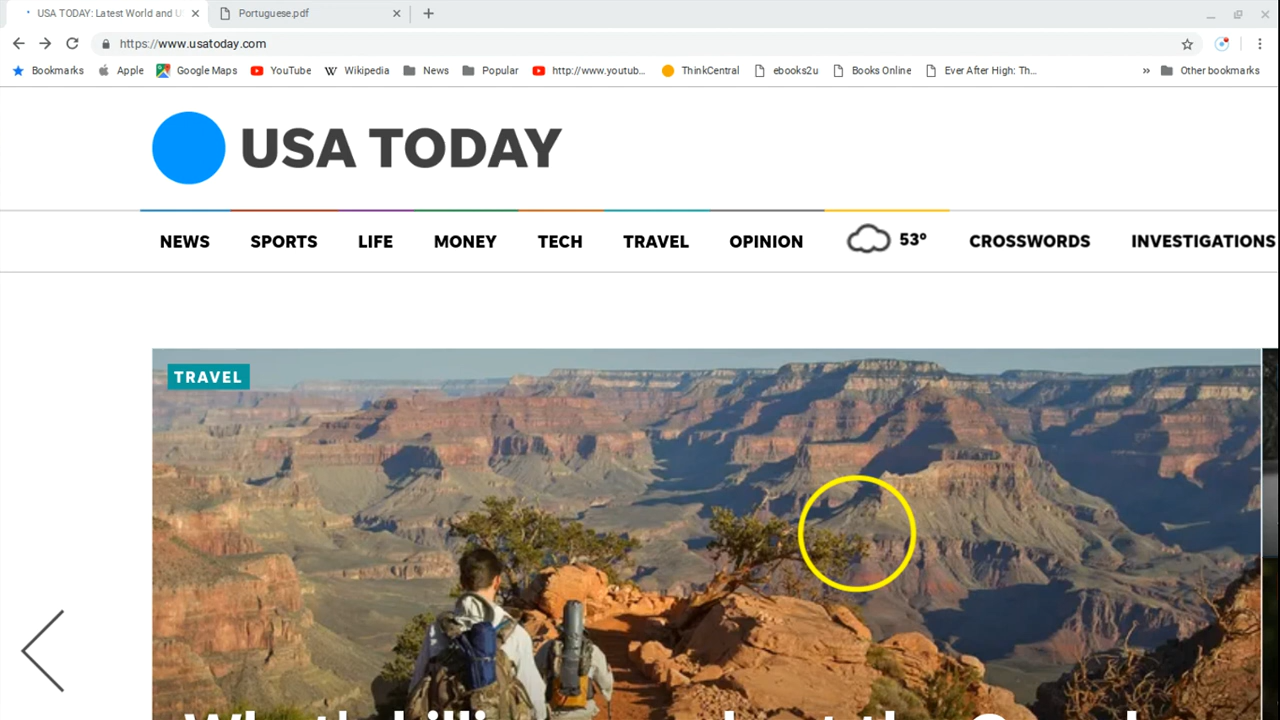 USA TODAY: Latest World and US
Portuguese.pdf
https://www.usatoday.com
Bookmarks Apple Google Maps YouTube Wikipedia News Popular http://www.youtub... ThinkCentral ebooks2u Books Online Ever After High: Th... » Other bookmarks
USA TODAY
NEWS SPORTS LIFE MONEY TECH TRAVEL OPINION 53° CROSSWORDS INVESTIGATIONS
TRAVEL